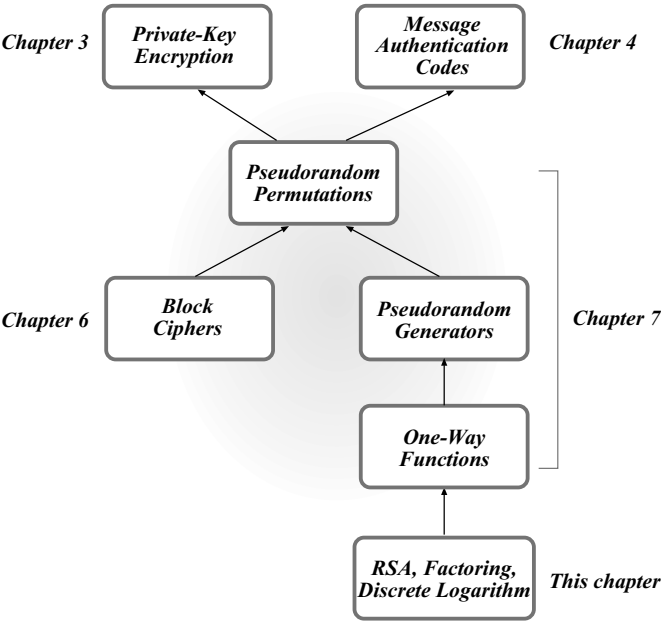 Chapter 3
Private-Key
Encryption
Message
Authentication
Codes
Chapter 4
Pseudorandom
Permutations
Chapter 6
Block
Ciphers
Pseudorandom
Generators
Chapter 7
One-Way
Functions
RSA, Factoring,
Discrete Logarithm
This chapter